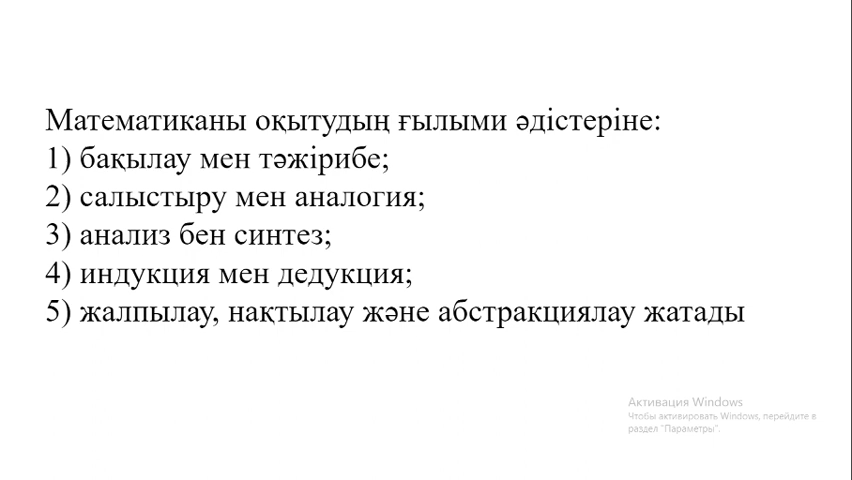 Математиканы оқытудың ғылыми әдістеріне:
1) бақылау мен тәжірибе;
2) салыстыру мен аналогия;
3) анализ бен синтез;
4) индукция мен дедукция;
5) жалпылау, нақтылау және абстракциялау жатады
Активация Windows
Чтобы активировать Windows, перейдите в
раздел "Параметры".